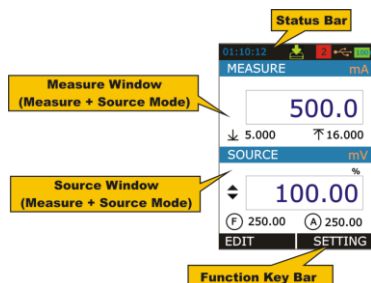 Status Bar
01:10:12 2 100
MEASURE mA
Measure Window
(Measure + Source Mode)
500.0
5.000 16.000
SOURCE mV
%
Source Window
(Measure + Source Mode)
100.00
F 250.00 A 250.00
EDIT SETTING
Function Key Bar